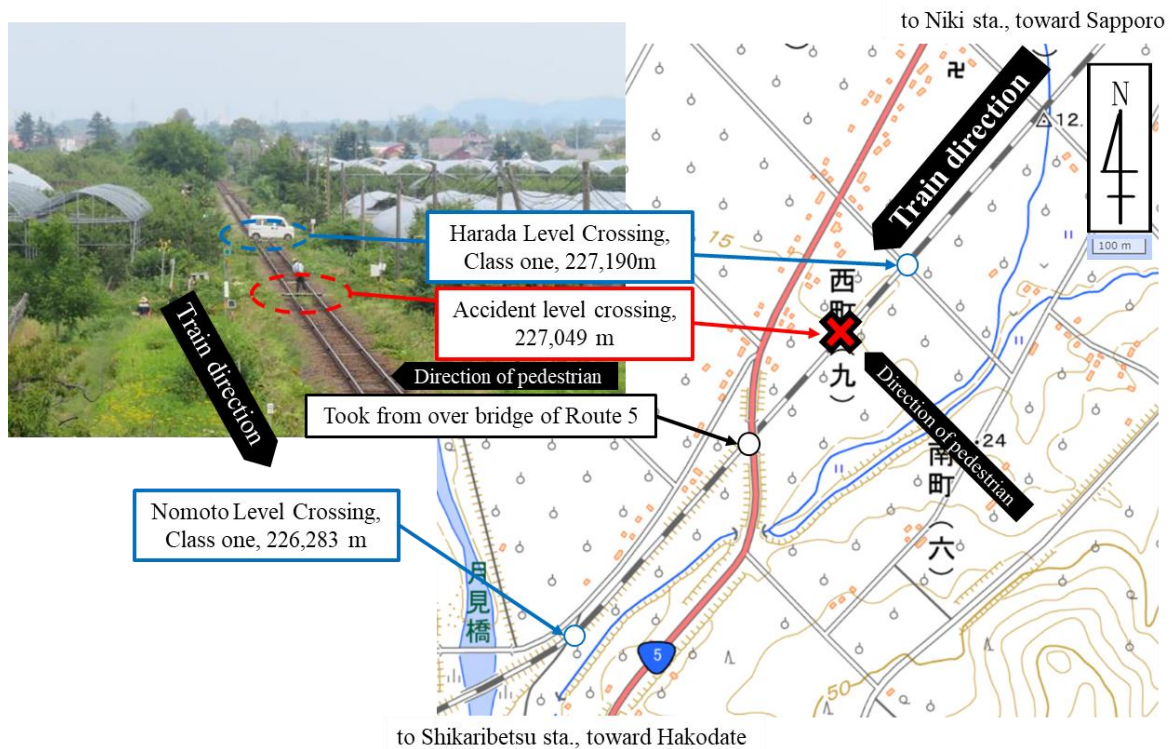 to Niki sta., toward Sapporo
Train direction
N
12.
100 m
Harada Level Crossing,
Class one, 227,190m
15
西町(九)
Accident level crossing,
227,049 m
Train direction
Direction of pedestrian
Direction of pedestrian
Took from over bridge of Route 5
24
南町(六)
Nomoto Level Crossing,
Class one, 226,283 m
月見橋
5
50
to Shikaribetsu sta., toward Hakodate